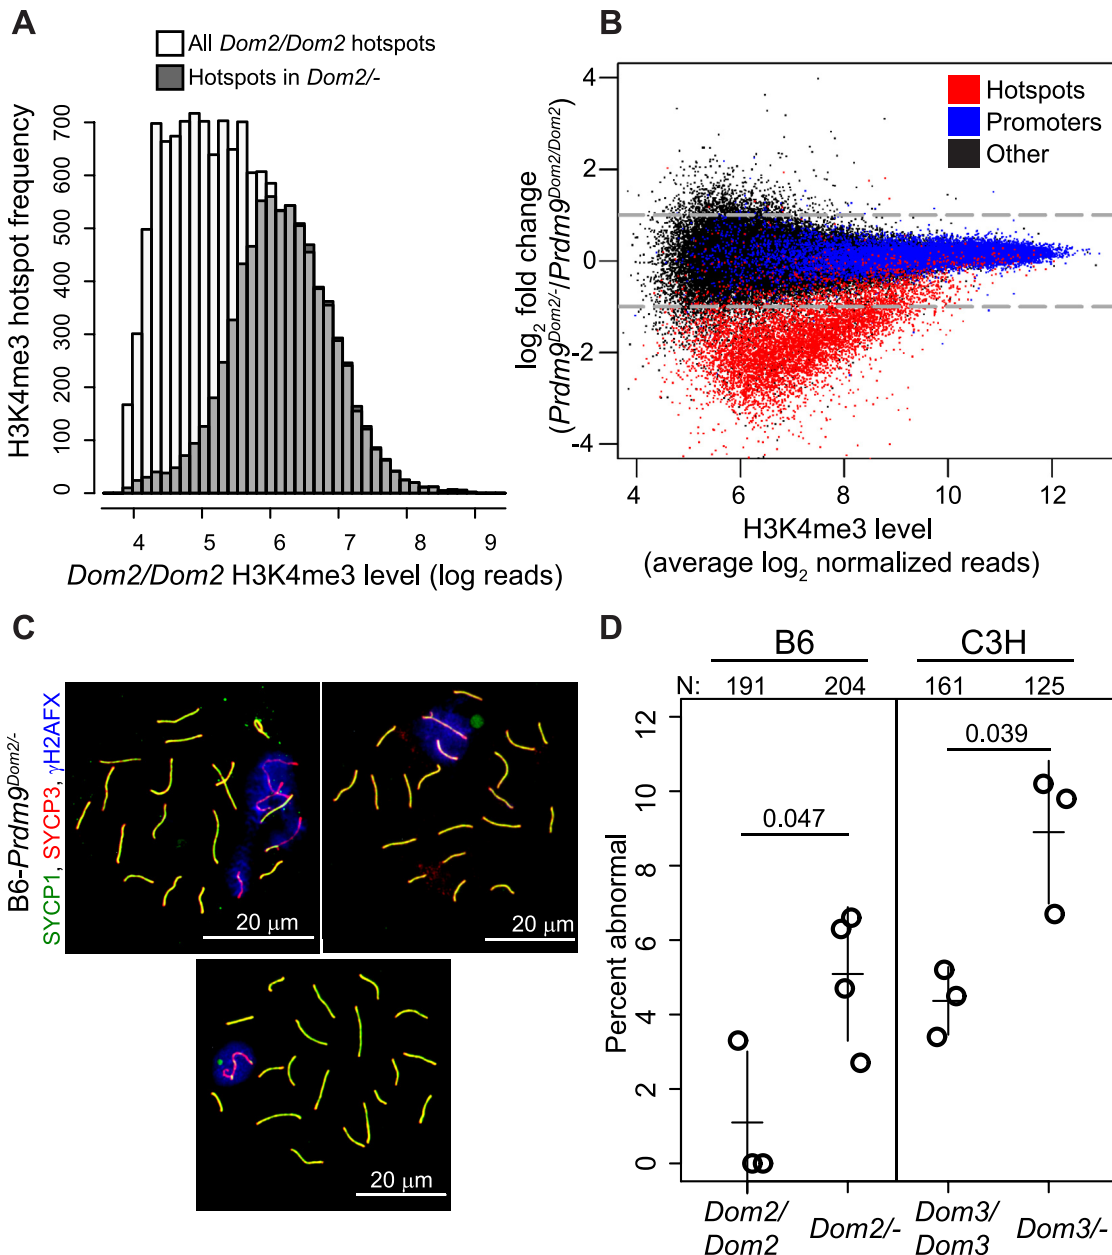 A
All Dom2/Dom2 hotspots
Hotspots in Dom2/-
H3K4me3 hotspot frequency
700
600
500
400
300
200
100
0
4 5 6 7 8 9
Dom2/Dom2 H3K4me3 level (log reads)
B
Hotspots
Promoters
Other
log2 fold change
(Prdm9Dom2/-/Prdm9Dom2/Dom2)
4
2
0
-2
-4
4 6 8 10 12
H3K4me3 level
(average log2 normalized reads)
C
B6-Prdm9Dom2/-
SYCP1, SYCP3, γH2AFX
20 μm
20 μm
20 μm
D
B6 C3H
N: 191 204 161 125
Percent abnormal
12
10
8
6
4
2
0
0.047
0.039
Dom2/
Dom2
Dom2/-
Dom3/
Dom3
Dom3/-